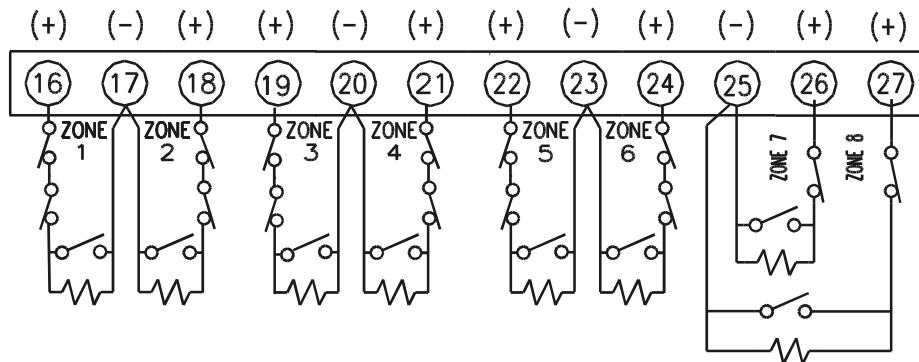 (+) (-) (+) (+) (-) (+) (+) (-) (+) (-) (+) (+)
16 17 18 19 20 21 22 23 24 25 26 27
ZONE 1
ZONE 2
ZONE 3
ZONE 4
ZONE 5
ZONE 6
ZONE 7
ZONE 8